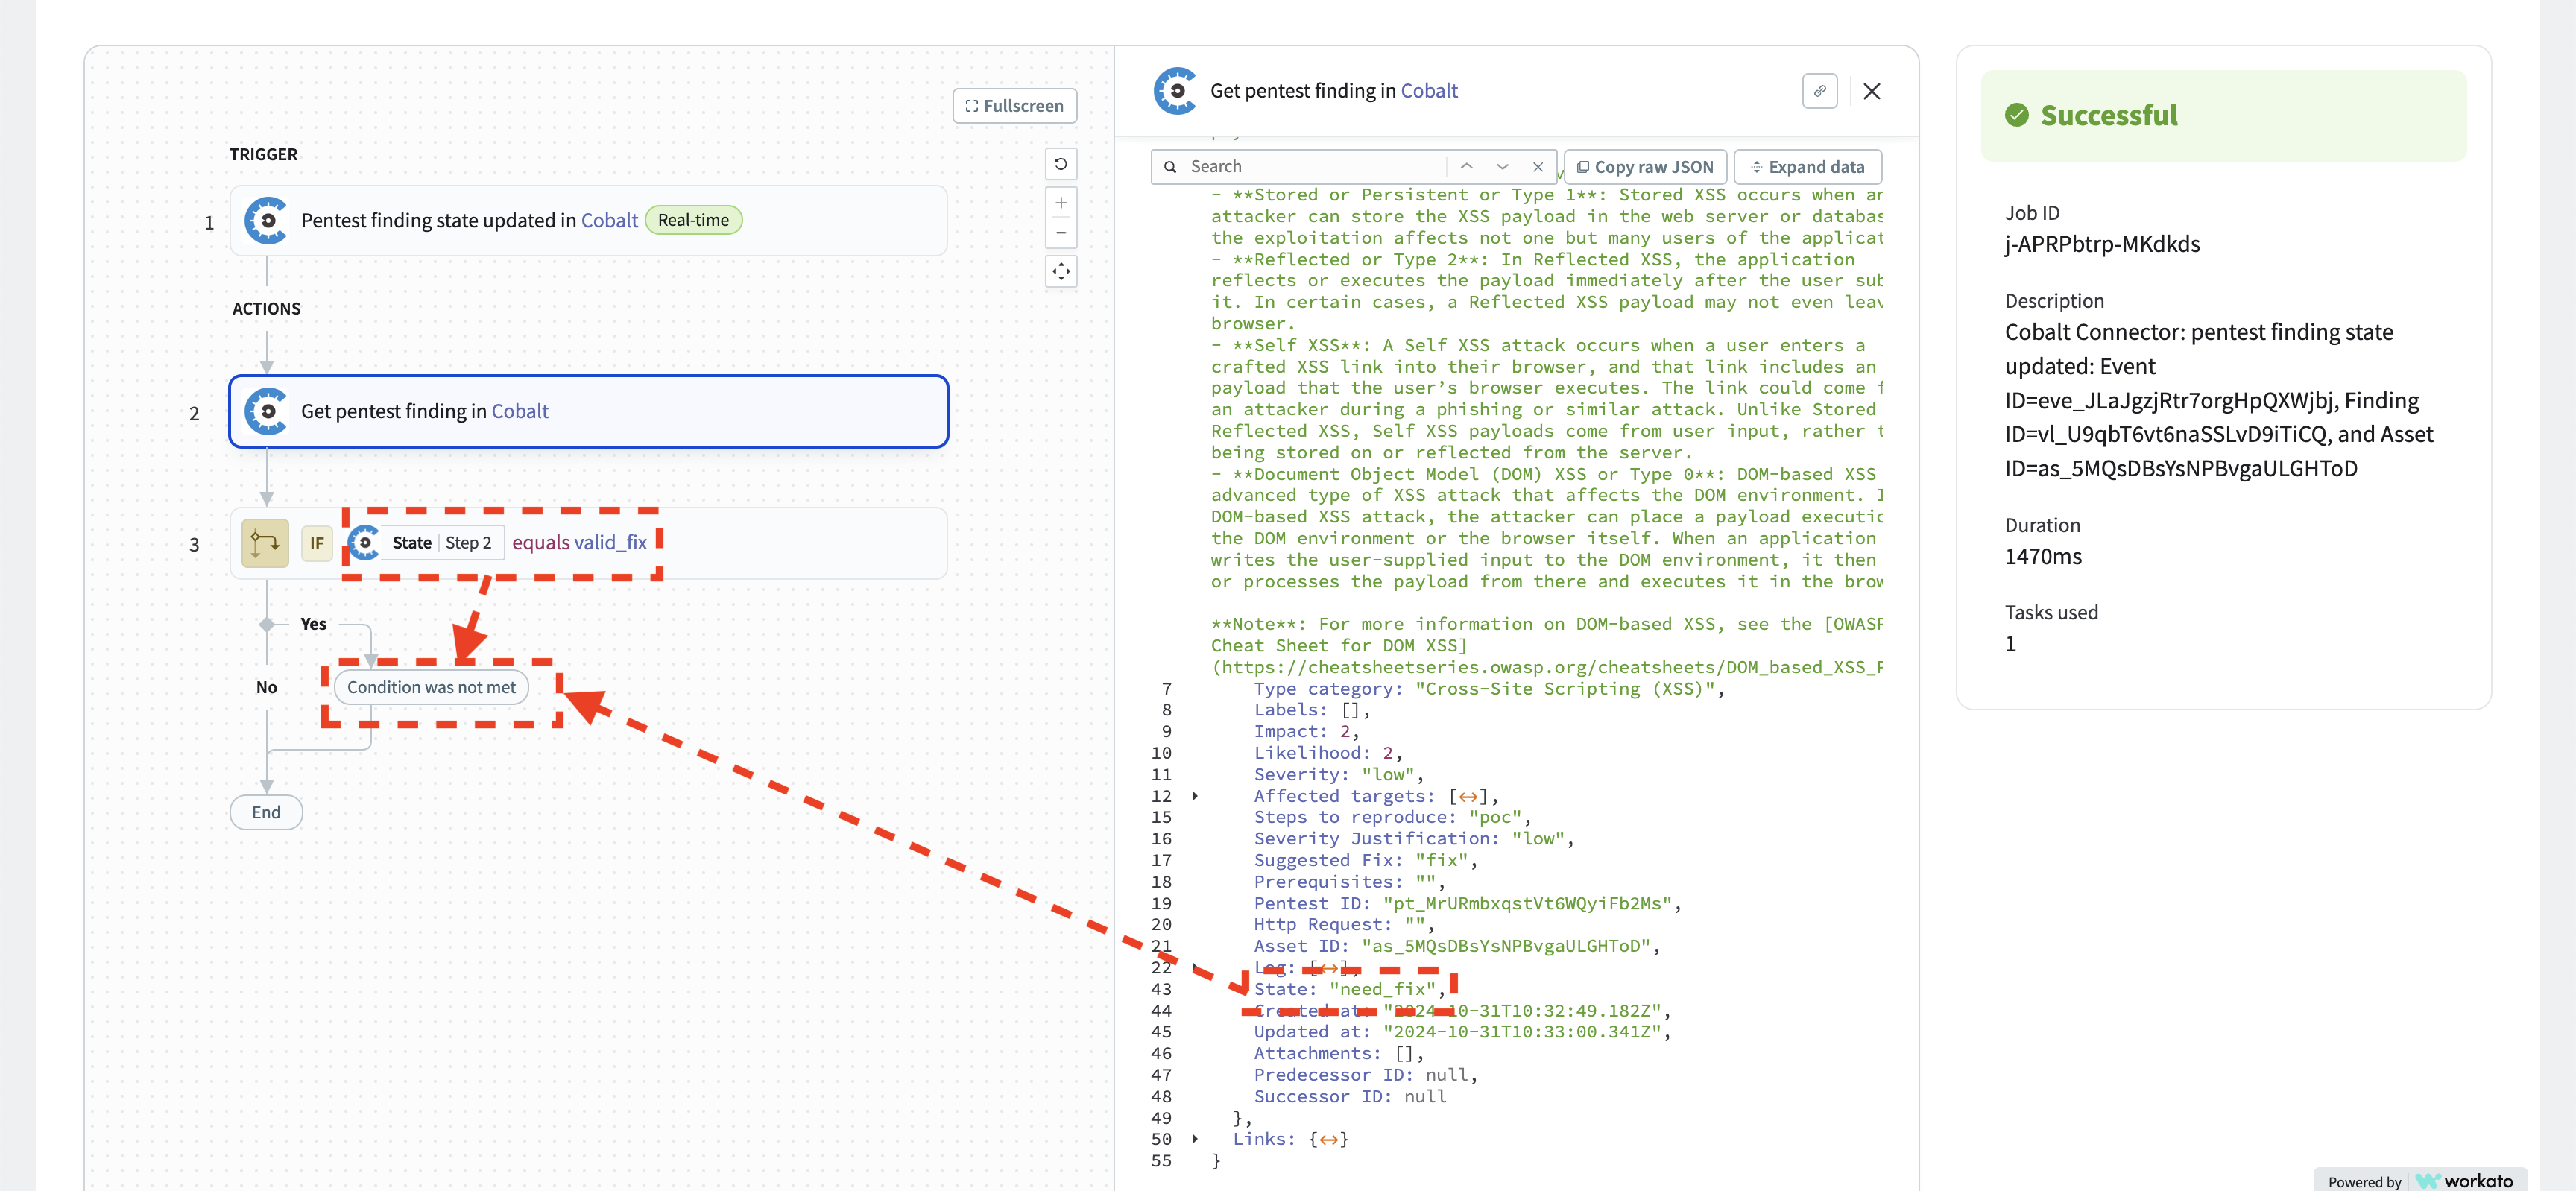 Fullscreen
TRIGGER
1
Pentest finding state updated in Cobalt Real-time
ACTIONS
2
Get pentest finding in Cobalt
3
IF State Step 2 equals valid_fix
Yes
No
Condition was not met
End
Get pentest finding in Cobalt
Search
Copy raw JSON
Expand data
- **Stored or Persistent or Type 1**: Stored XSS occurs when an
attacker can store the XSS payload in the web server or databas
the exploitation affects not one but many users of the applicat
- **Reflected or Type 2**: In Reflected XSS, the application
reflects or executes the payload immediately after the user sub
it. In certain cases, a Reflected XSS payload may not even leav
browser.
- **Self XSS**: A Self XSS attack occurs when a user enters a
crafted XSS link into their browser, and that link includes an
payload that the user’s browser executes. The link could come f
an attacker during a phishing or similar attack. Unlike Stored
Reflected XSS, Self XSS payloads come from user input, rather t
being stored on or reflected from the server.
- **Document Object Model (DOM) XSS or Type 0**: DOM-based XSS
advanced type of XSS attack that affects the DOM environment. I
DOM-based XSS attack, the attacker can place a payload executio
the DOM environment or the browser itself. When an application
writes the user-supplied input to the DOM environment, it then
or processes the payload from there and executes it in the brow
**Note**: For more information on DOM-based XSS, see the [OWASP
Cheat Sheet for DOM XSS]
(https://cheatsheetseries.owasp.org/cheatsheets/DOM_based_XSS_P
7 Type category: "Cross-Site Scripting (XSS)",
8 Labels: [],
9 Impact: 2,
10 Likelihood: 2,
11 Severity: "low",
12 Affected targets: [↔],
15 Steps to reproduce: "poc",
16 Severity Justification: "low",
17 Suggested Fix: "fix",
18 Prerequisites: "",
19 Pentest ID: "pt_MrURmbxqstVt6WQyiFb2Ms",
20 Http Request: "",
21 Asset ID: "as_5MQsDBsYsNPBvgaULGHToD",
22 Log: [↔],
43 State: "need_fix",
44 Created at: "2024-10-31T10:32:49.182Z",
45 Updated at: "2024-10-31T10:33:00.341Z",
46 Attachments: [],
47 Predecessor ID: null,
48 Successor ID: null
49 },
50 Links: {↔}
55 }
Successful
Job ID
j-APRPbtrp-MKdkds
Description
Cobalt Connector: pentest finding state
updated: Event
ID=eve_JLaJgzjRtr7orgHpQXWjbj, Finding
ID=vl_U9qbT6vt6naSSLvD9iTiCQ, and Asset
ID=as_5MQsDBsYsNPBvgaULGHToD
Duration
1470ms
Tasks used
1
Powered by workato